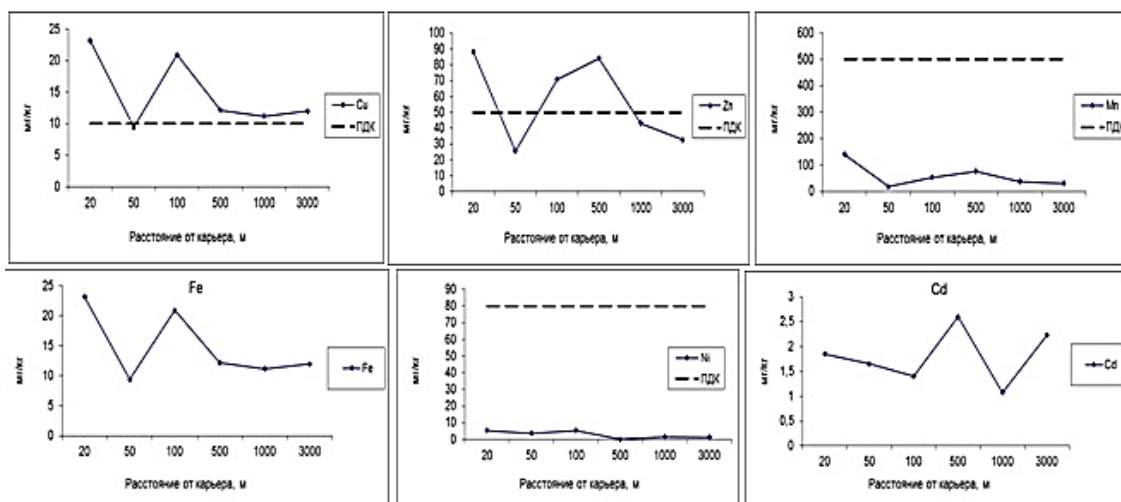 мг/кг
25
20
15
10
5
0
20 50 100 500 1000 3000
Расстояние от карьера, м
Cu
ПДК
мг/кг
100
90
80
70
60
50
40
30
20
10
0
20 50 100 500 1000 3000
Расстояние от карьера, м
Zn
ПДК
мг/кг
600
500
400
300
200
100
0
20 50 100 500 1000 3000
Расстояние от карьера, м
Mn
ПДК
Fe
мг/кг
25
20
15
10
5
0
20 50 100 500 1000 3000
Расстояние от карьера, м
Fe
мг/кг
90
80
70
60
50
40
30
20
10
0
20 50 100 500 1000 3000
Расстояние от карьера, м
Ni
ПДК
Cd
мг/кг
3
2,5
2
1,5
1
0,5
0
20 50 100 500 1000 3000
Расстояние от карьера, м
Cd